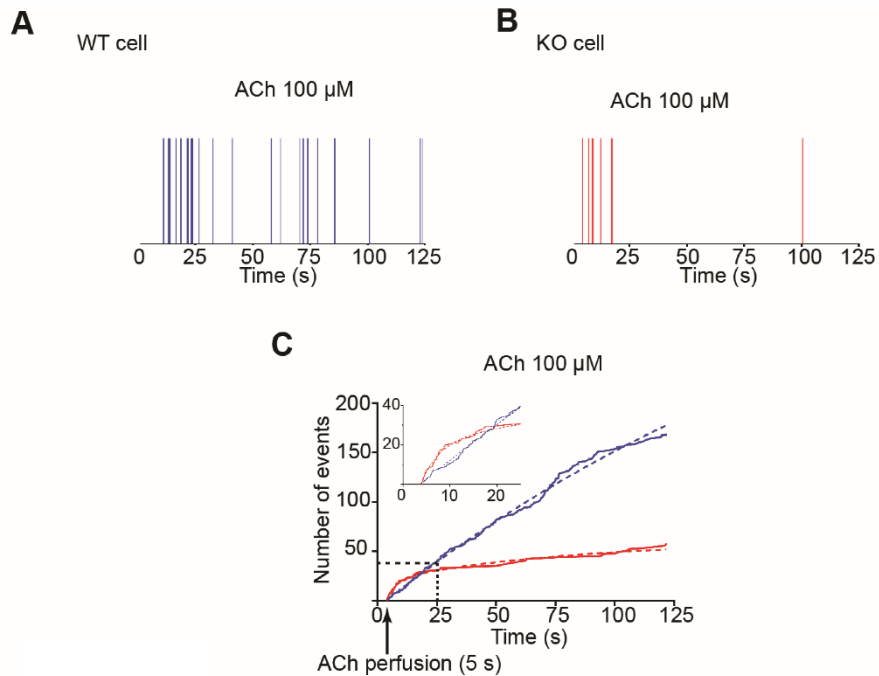 A
WT cell
ACh 100 µM
0 25 50 75 100 125
Time (s)
B
KO cell
ACh 100 µM
0 25 50 75 100 125
Time (s)
C
ACh 100 µM
200
150
100
50
Number of events
40
20
0 10 20
0 25 50 75 100 125
Time (s)
ACh perfusion (5 s)